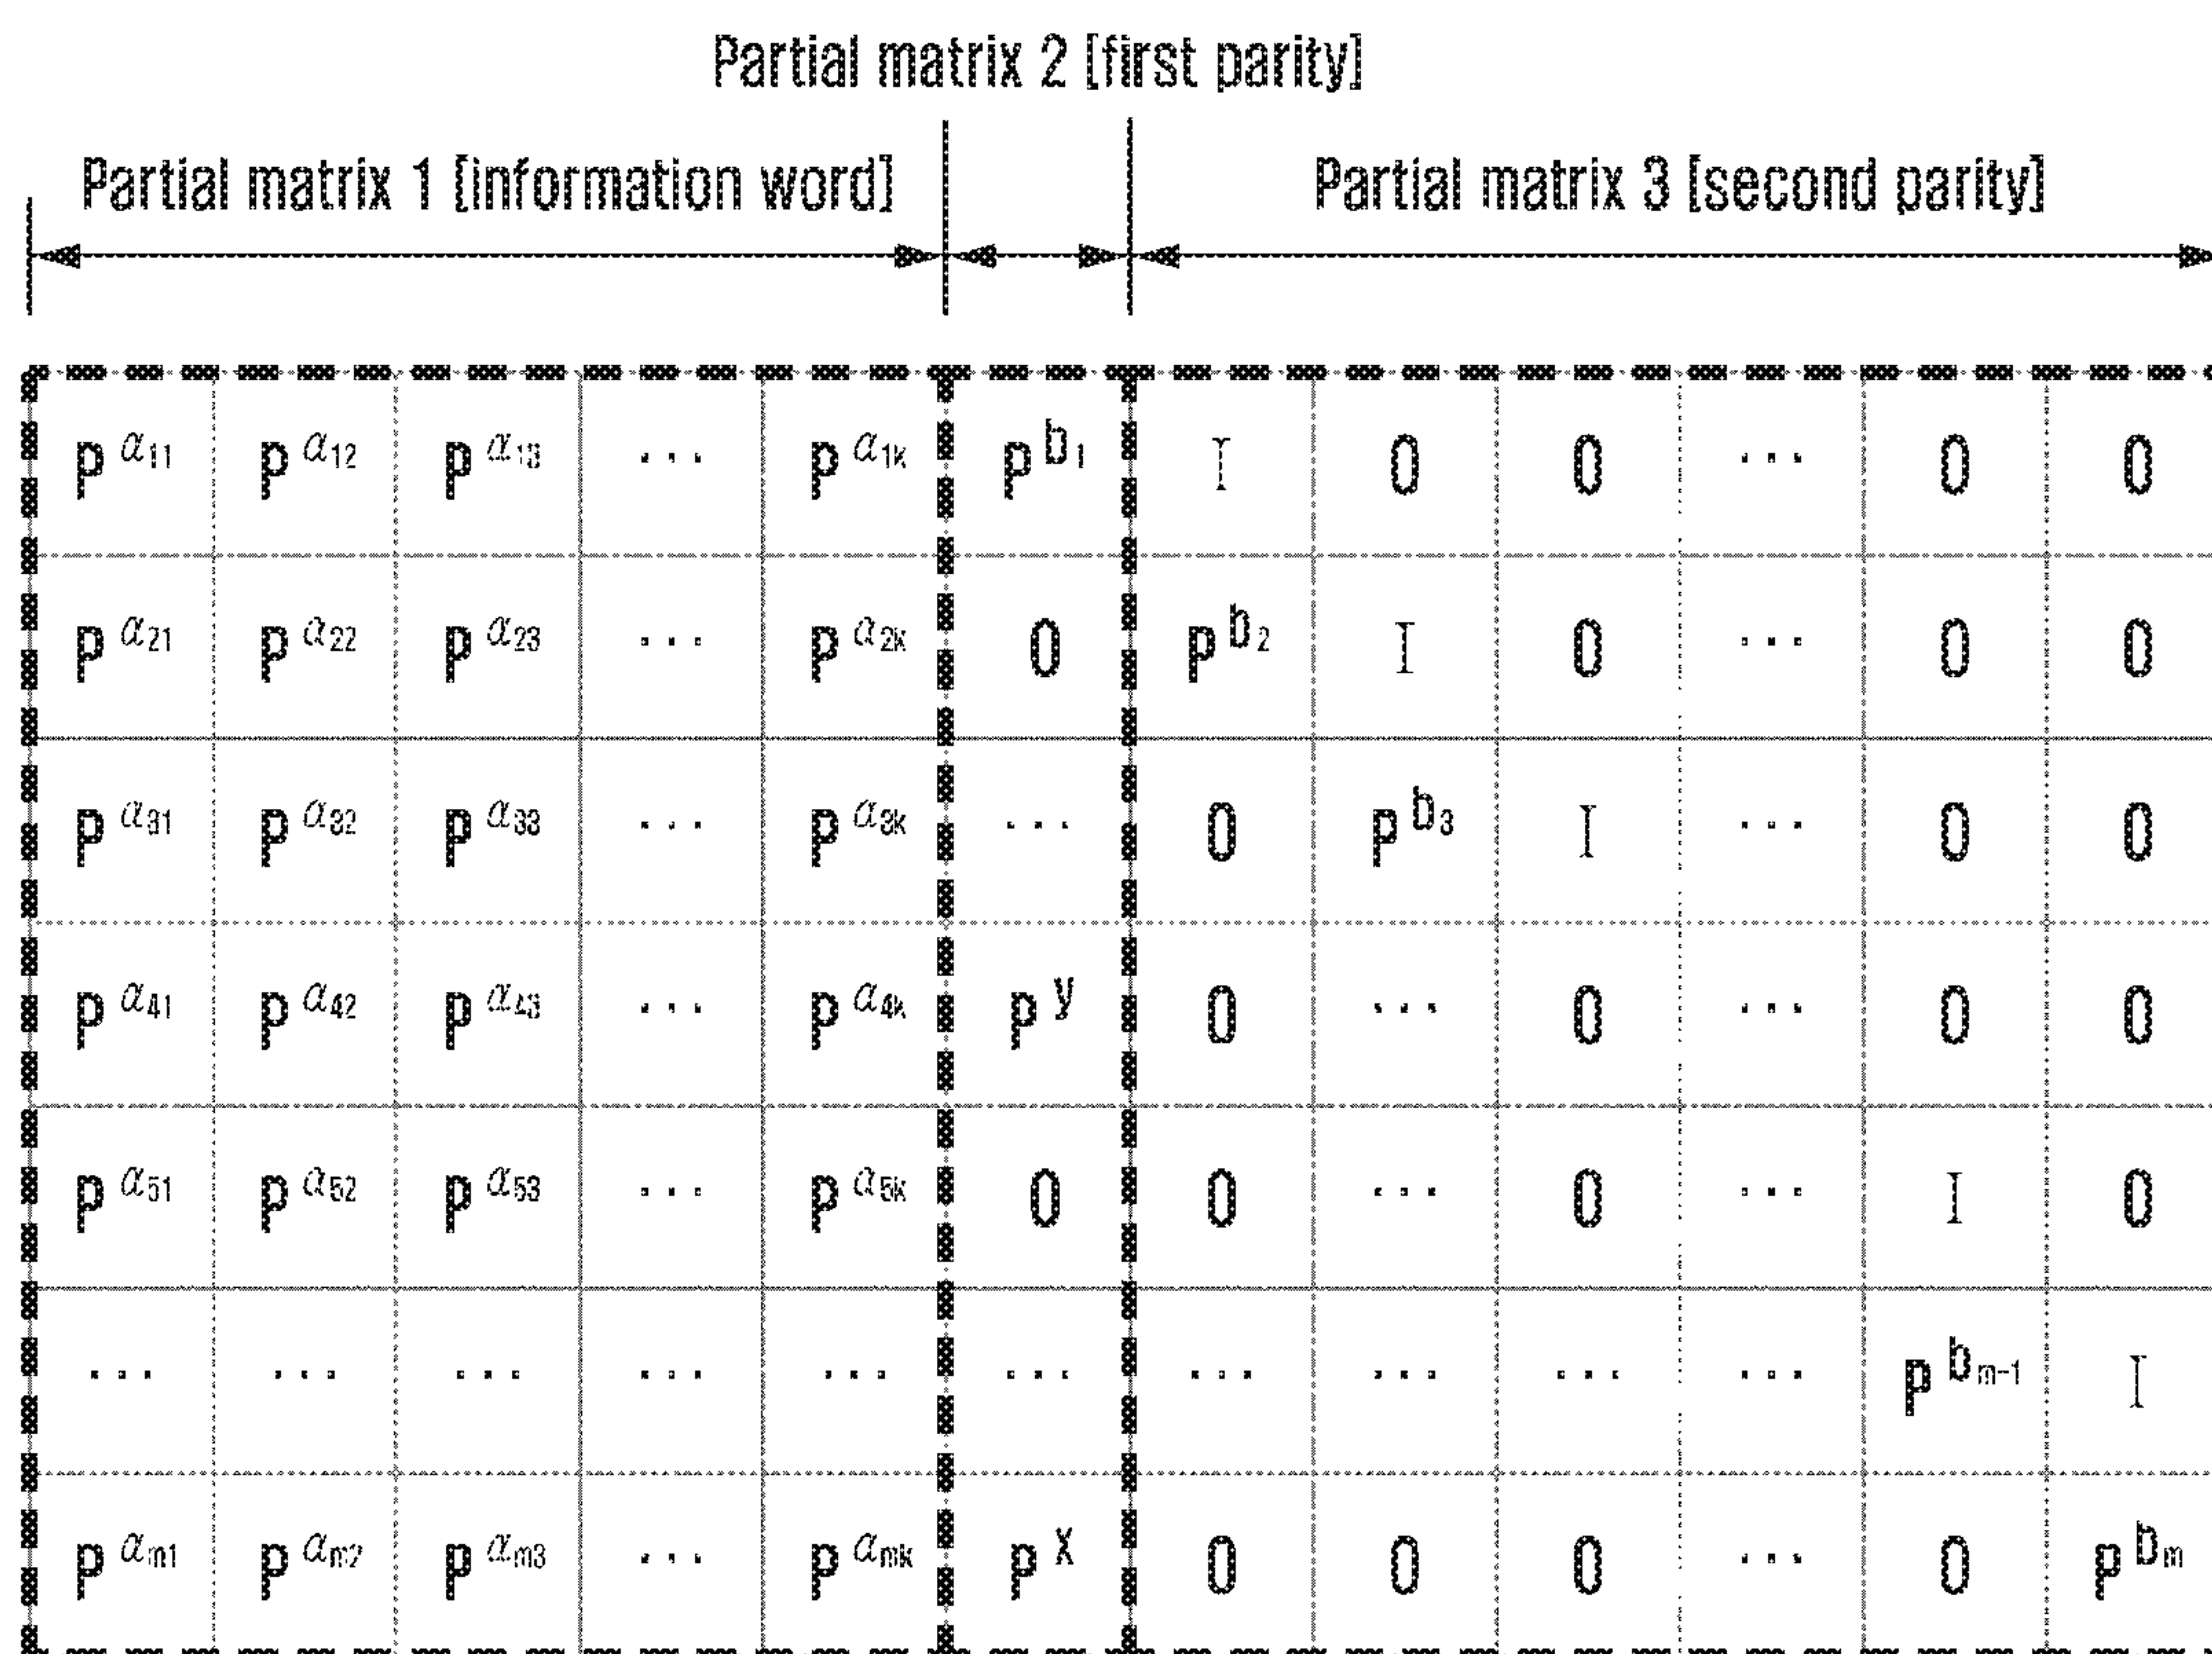 Partial matrix 2 [first parity]
Partial matrix 1 [information word] Partial matrix 3 [second parity]
P^α11 P^α12 P^α13 ... P^α1k P^b1 I 0 0 ... 0 0
P^α21 P^α22 P^α23 ... P^α2k 0 P^b2 I 0 ... 0 0
P^α31 P^α32 P^α33 ... P^α3k ... 0 P^b3 I ... 0 0
P^α41 P^α42 P^α43 ... P^α4k P^y 0 ... 0 ... 0 0
P^α51 P^α52 P^α53 ... P^α5k 0 0 ... 0 ... I 0
... ... ... ... ... ... ... ... ... ... P^bm-1 I
P^αm1 P^αm2 P^αm3 ... P^αmk P^x 0 0 0 ... 0 P^bm